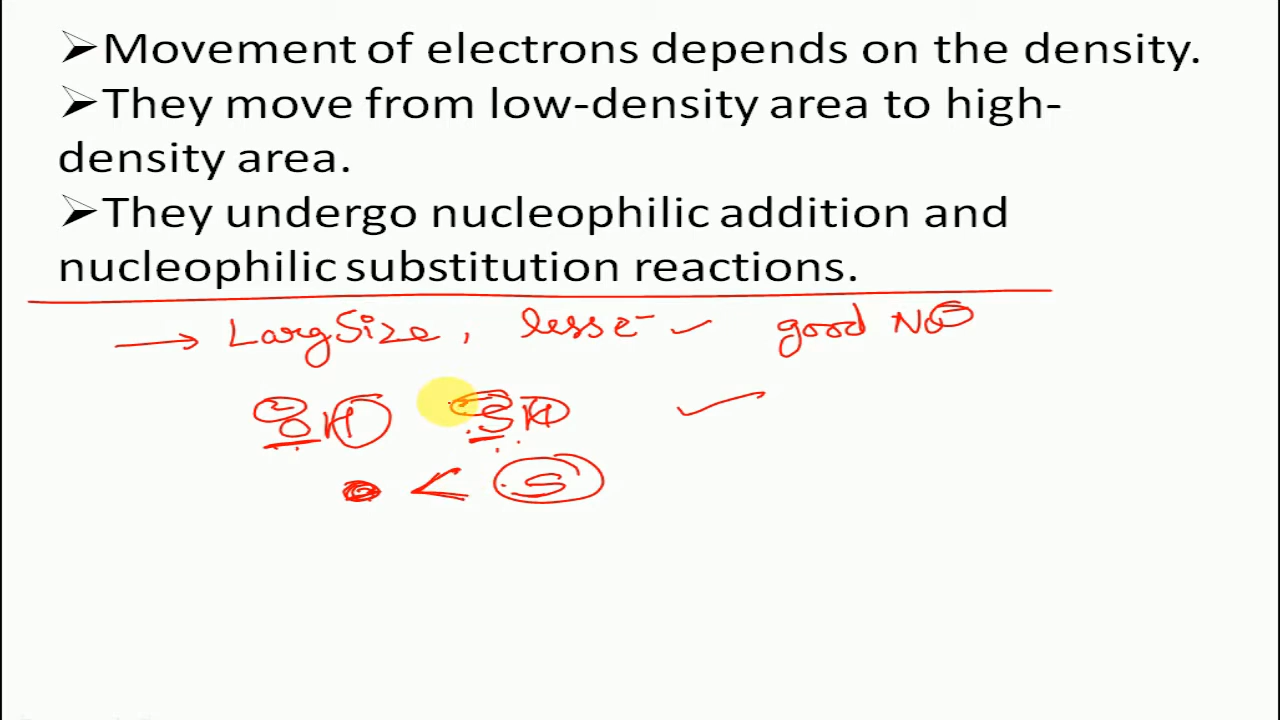 ➢Movement of electrons depends on the density.
➢They move from low-density area to high-
density area.
➢They undergo nucleophilic addition and
nucleophilic substitution reactions.
→ LargSize, less e⁻ ✓ good Nu⊖
OH SH ✓
O < S